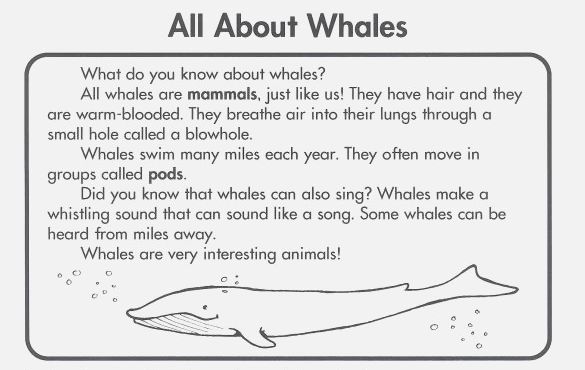 All About Whales
What do you know about whales?
All whales are mammals, just like us! They have hair and they
are warm-blooded. They breathe air into their lungs through a
small hole called a blowhole.
Whales swim many miles each year. They often move in
groups called pods.
Did you know that whales can also sing? Whales make a
whistling sound that can sound like a song. Some whales can be
heard from miles away.
Whales are very interesting animals!